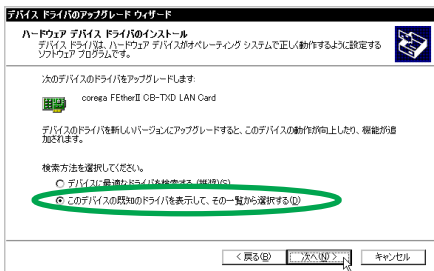 デバイス ドライバのアップグレード ウィザード
ハードウェア デバイス ドライバのインストール
デバイス ドライバは、ハードウェア デバイスがオペレーティング システムで正しく動作するように設定する
ソフトウェア プログラムです。
次のデバイスのドライバをアップグレードします:
corega FEtherII CB-TXD LAN Card
デバイスのドライバを新しいバージョンにアップグレードすると、このデバイスの動作が向上したり、機能が追
加されます。
検索方法を選択してください。
デバイスに最適なドライバを検索する (推奨)(S)
このデバイスの既知のドライバを表示して、その一覧から選択する(D)
< 戻る(B)
次へ(N) >
キャンセル